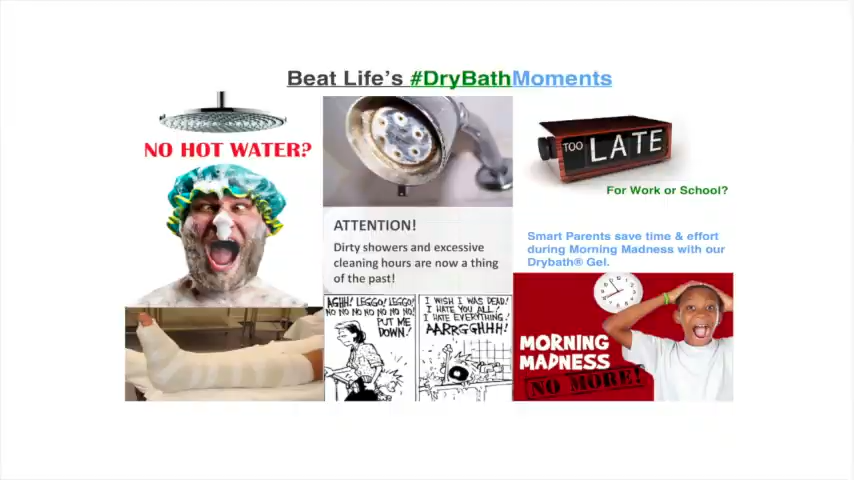 Beat Life's #DryBathMoments
NO HOT WATER?
ATTENTION!
Dirty showers and excessive
cleaning hours are now a thing
of the past!
AGHH! LEGGO! LEGGO!
NO NO NO NO NO NO!
PUT ME
DOWN!
I WISH I WAS DEAD!
I HATE YOU ALL!
I HATE EVERYTHING!
AARRGGHHH!
TOO LATE
For Work or School?
Smart Parents save time & effort
during Morning Madness with our
Drybath® Gel.
MORNING
MADNESS
NO MORE!